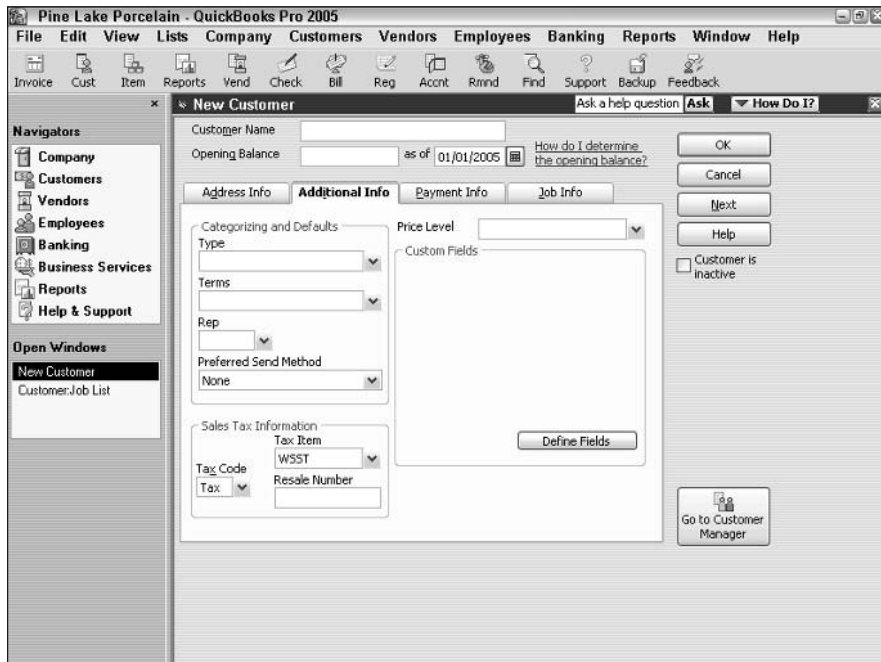 Pine Lake Porcelain - QuickBooks Pro 2005
File Edit View Lists Company Customers Vendors Employees Banking Reports Window Help
Invoice Cust Item Reports Vend Check Bill Reg Accnt Rmnd Find Support Backup Feedback
New Customer
Ask a help question Ask How Do I?
Navigators
Company
Customers
Vendors
Employees
Banking
Business Services
Reports
Help & Support
Open Windows
New Customer
Customer:Job List
Customer Name
Opening Balance as of 01/01/2005
How do I determine
the opening balance?
Address Info Additional Info Payment Info Job Info
Categorizing and Defaults
Type
Terms
Rep
Preferred Send Method
None
Sales Tax Information
Tax Item
WSST
Tax Code
Tax
Resale Number
Price Level
Custom Fields
Define Fields
OK
Cancel
Next
Help
Customer is
inactive
Go to Customer
Manager